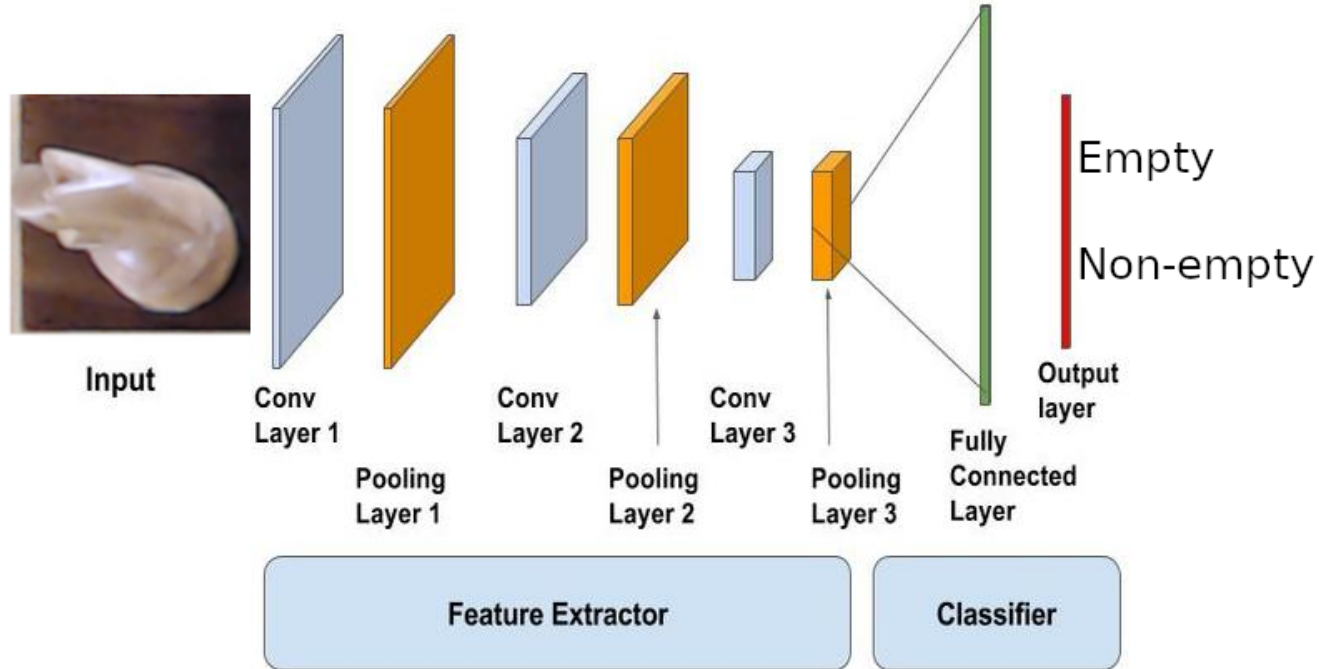 Empty
Non-empty
Input
Conv
Layer 1
Pooling
Layer 1
Conv
Layer 2
Pooling
Layer 2
Conv
Layer 3
Pooling
Layer 3
Fully
Connected
Layer
Output
layer
Feature Extractor
Classifier